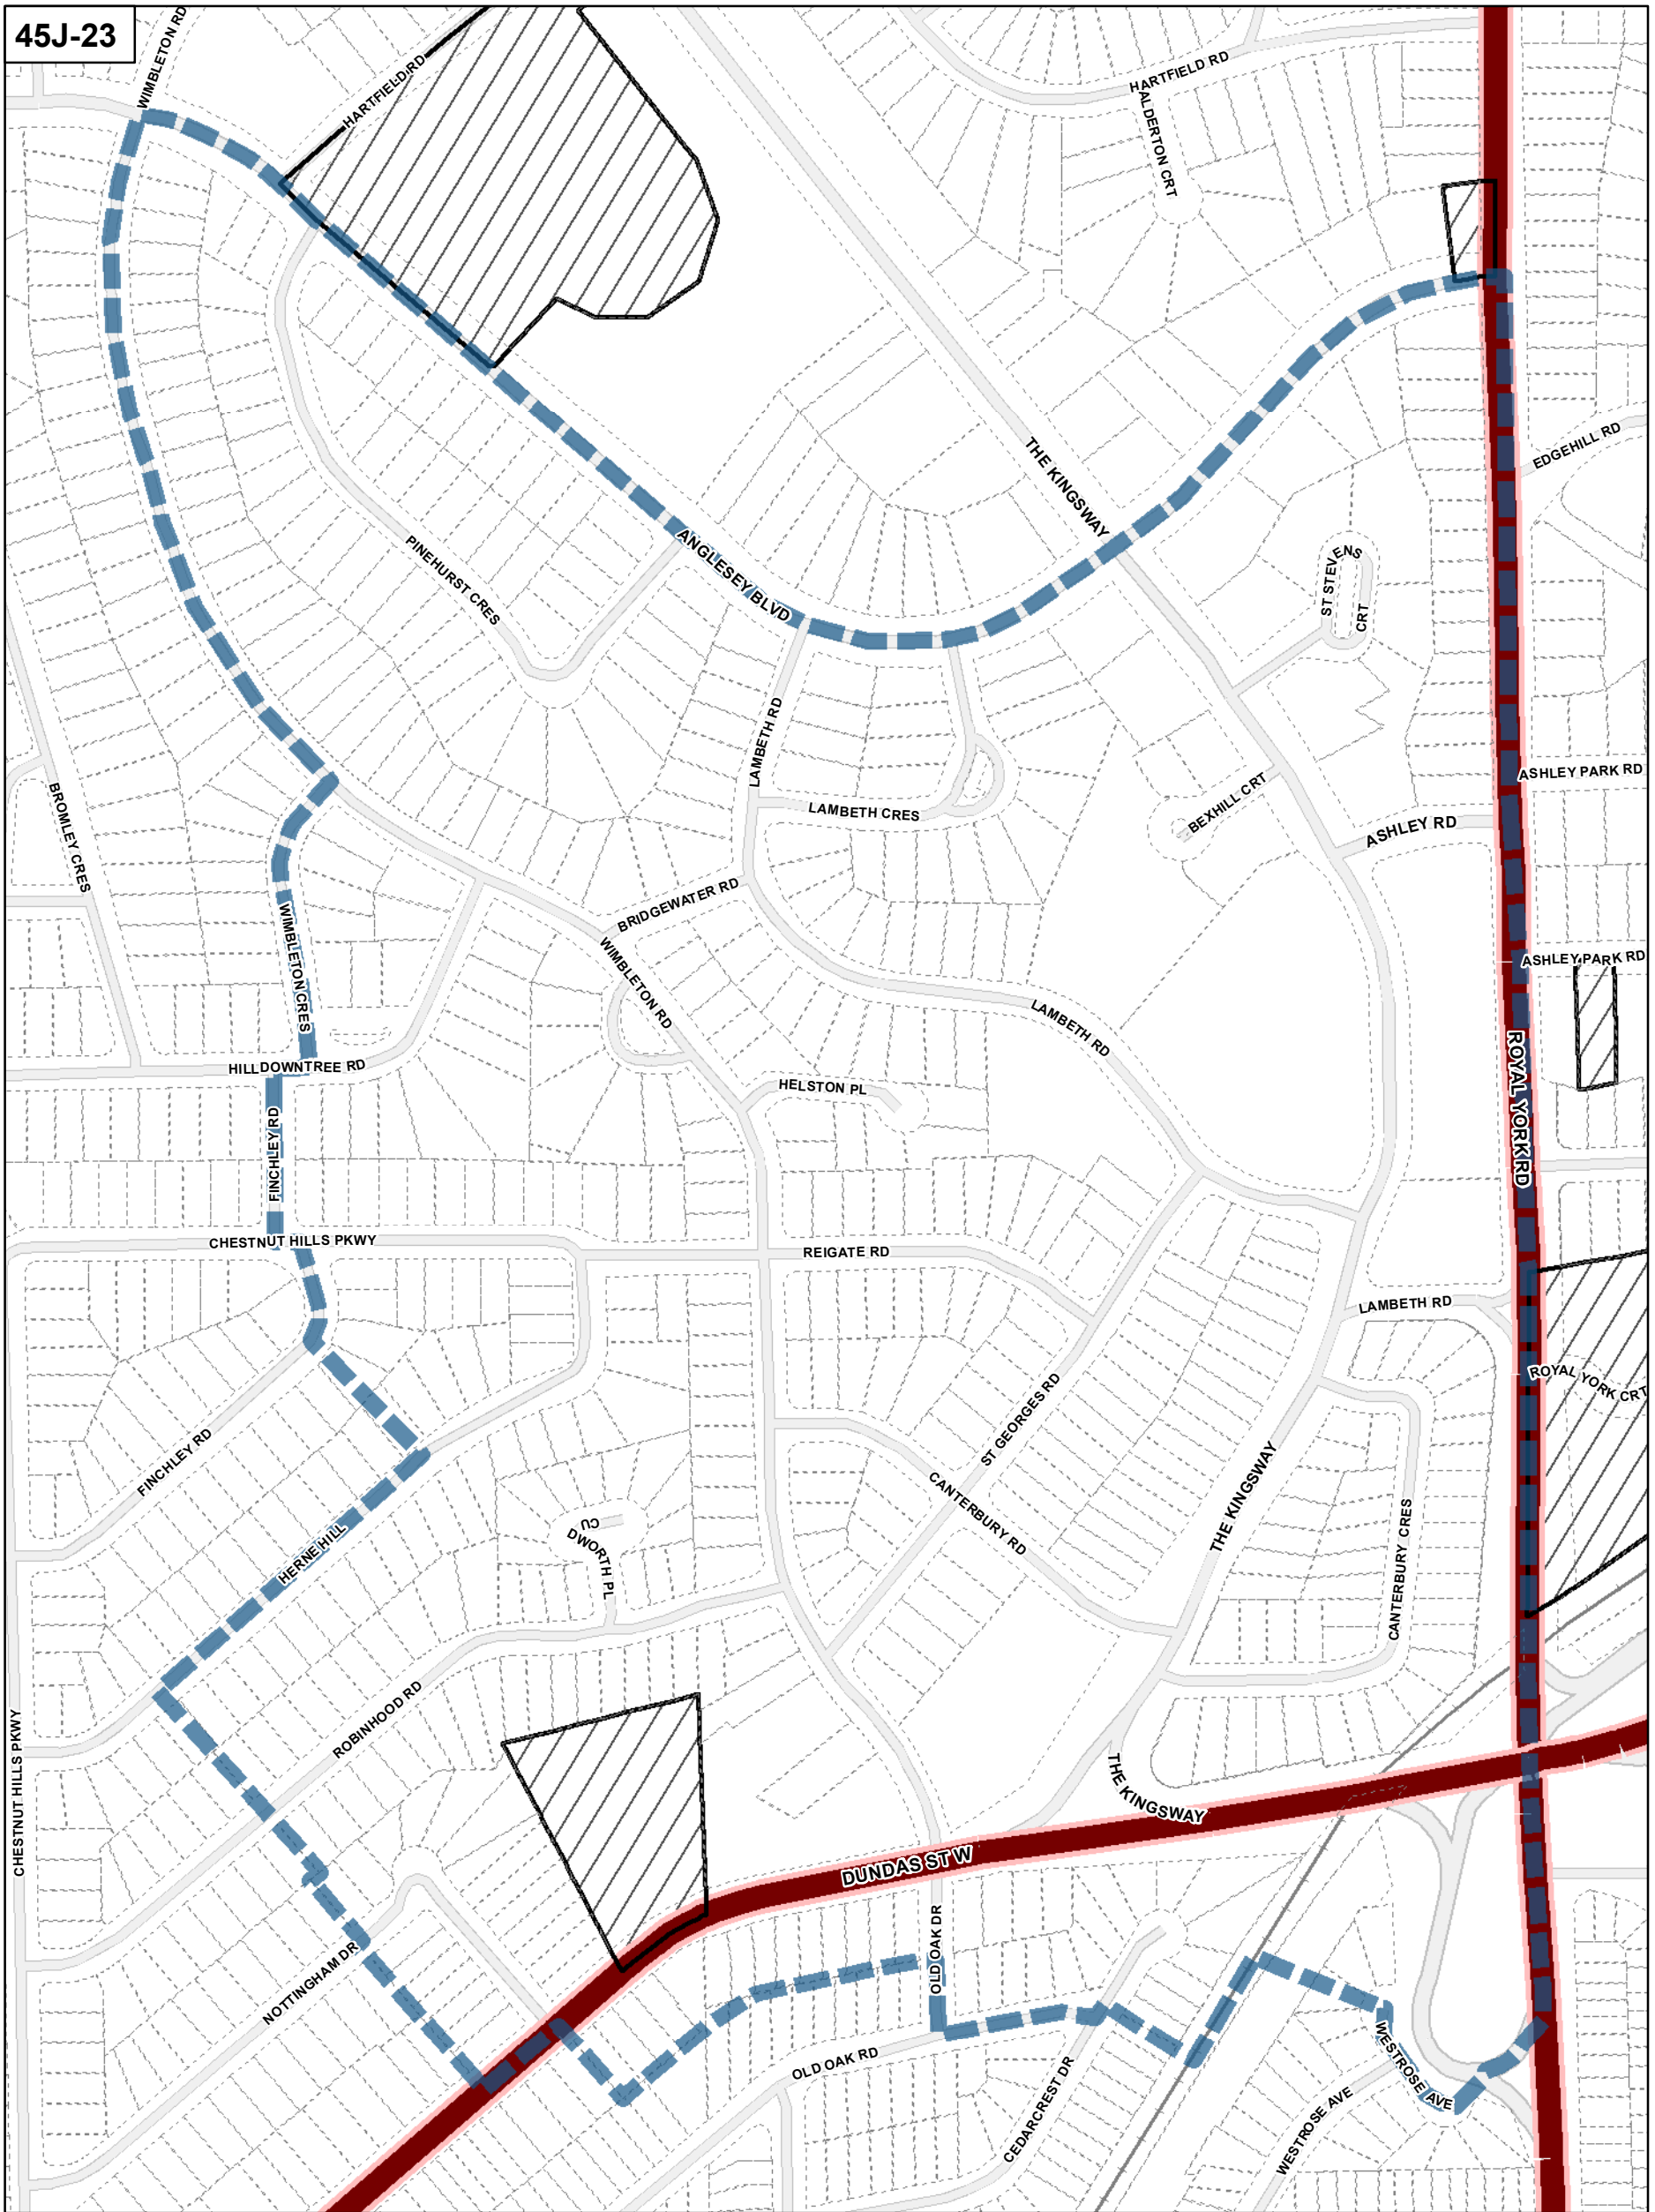 45J-23
WIMBLETON RD
HARTFIELD RD
HARTFIELD RD
ALDERTON CRT
THE KINGSWAY
EDGEHILL RD
ANGLESEY BLVD
PINEHURST CRES
ST STEVENS
CRT
LAMBETH RD
ASHLEY PARK RD
BROMLEY CRES
LAMBETH CRES
BEXHILL CRT
ASHLEY RD
BRIDGEWATER RD
WIMBLETON CRES
WIMBLETON RD
ASHLEY PARK RD
LAMBETH RD
ROYAL YORK RD
HILLDOWNTREE RD
HELSTON PL
FINCHLEY RD
CHESTNUT HILLS PKWY
REIGATE RD
LAMBETH RD
ROYAL YORK CRT
ST GEORGES RD
FINCHLEY RD
THE KINGSWAY
CANTERBURY RD
CANTERBURY CRES
HERNE HILL
CU
DWORTH PL
ROBINHOOD RD
CHESTNUT HILLS PKWY
THE KINGSWAY
DUNDAS ST W
OLD OAK DR
NOTTINGHAM DR
OLD OAK RD
WESTROSE AVE
CEDARCREST DR
WESTROSE AVE